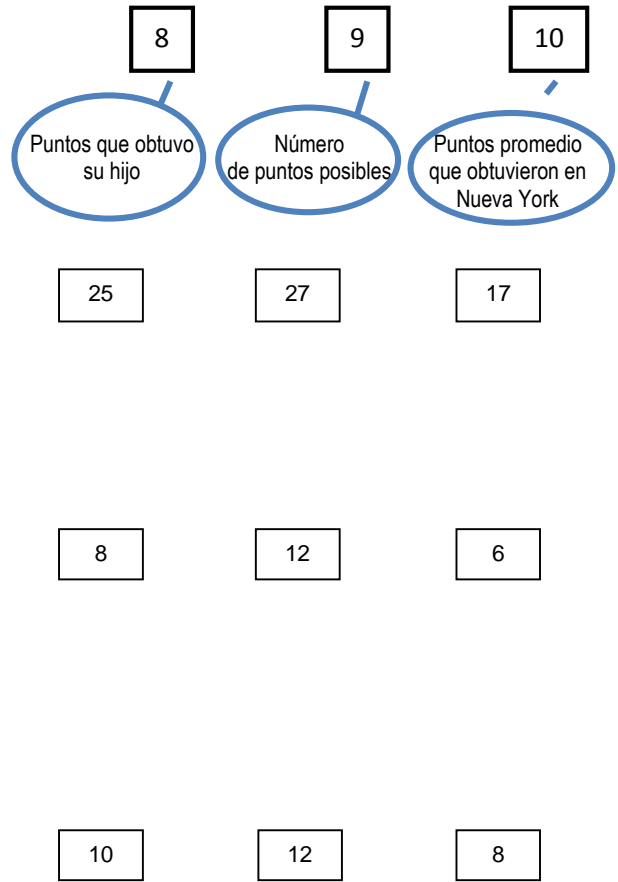 8 9 10
Puntos que obtuvo
su hijo
Número
de puntos posibles
Puntos promedio
que obtuvieron en
Nueva York
25 27 17
8 12 6
10 12 8